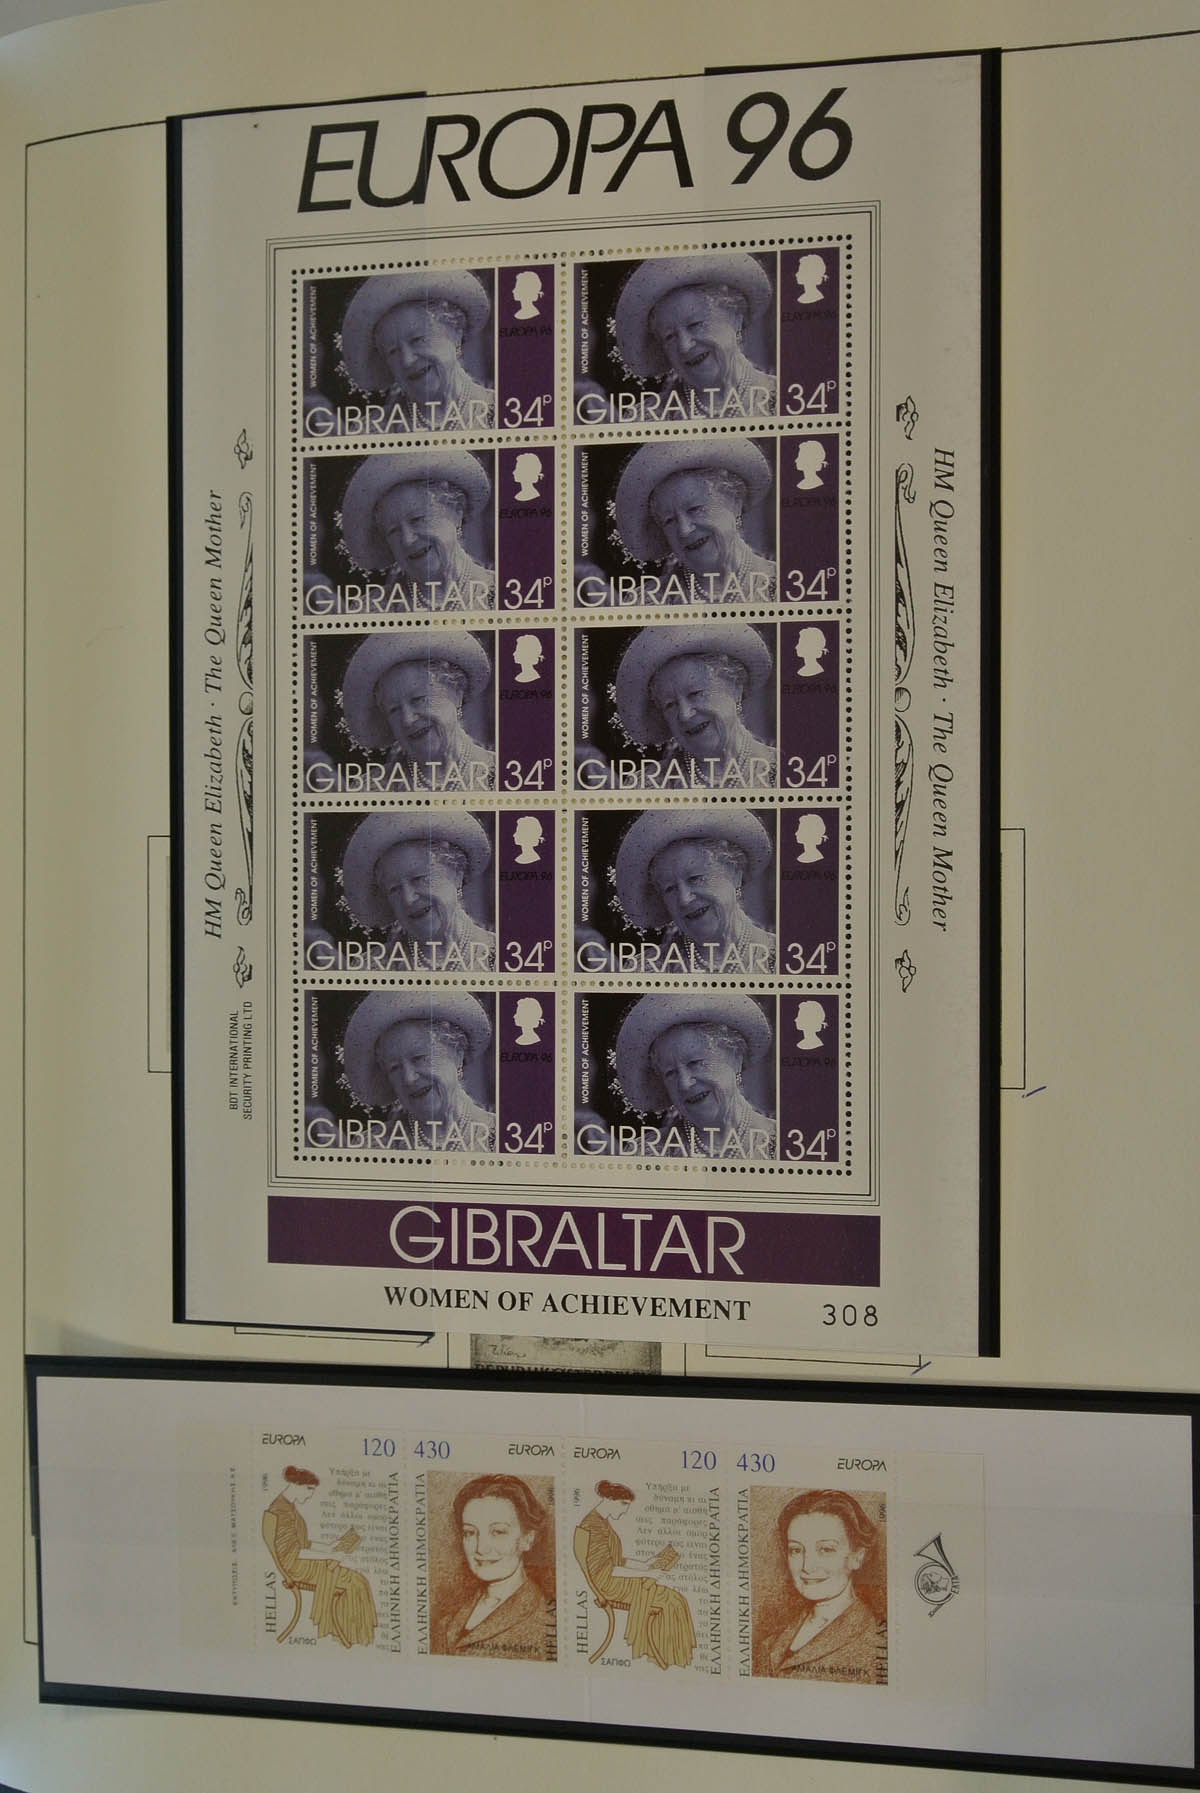 EUROPA 96
WOMEN OF ACHIEVEMENT
EUROPA 96
GIBRALTAR 34p
WOMEN OF ACHIEVEMENT
EUROPA 96
GIBRALTAR 34p
WOMEN OF ACHIEVEMENT
EUROPA 96
GIBRALTAR 34p
WOMEN OF ACHIEVEMENT
EUROPA 96
GIBRALTAR 34p
WOMEN OF ACHIEVEMENT
EUROPA 96
GIBRALTAR 34p
WOMEN OF ACHIEVEMENT
EUROPA 96
GIBRALTAR 34p
WOMEN OF ACHIEVEMENT
EUROPA 96
GIBRALTAR 34p
WOMEN OF ACHIEVEMENT
EUROPA 96
GIBRALTAR 34p
WOMEN OF ACHIEVEMENT
EUROPA 96
GIBRALTAR 34p
WOMEN OF ACHIEVEMENT
EUROPA 96
GIBRALTAR 34p
HM Queen Elizabeth · The Queen Mother
HM Queen Elizabeth · The Queen Mother
BDT INTERNATIONAL
SECURITY PRINTING LTD
GIBRALTAR
WOMEN OF ACHIEVEMENT
308
EUROPA 120
1996
HELLAS
ΣΑΠΦΩ
ΕΛΛΗΝΙΚΗ ΔΗΜΟΚΡΑΤΙΑ
430 EUROPA
ΕΛΛΗΝΙΚΗ ΔΗΜΟΚΡΑΤΙΑ
1996
HELLAS
ΑΜΑΛΙΑ ΦΛΕΜΙΓΚ
EUROPA 120
1996
HELLAS
ΣΑΠΦΩ
ΕΛΛΗΝΙΚΗ ΔΗΜΟΚΡΑΤΙΑ
430 EUROPA
ΕΛΛΗΝΙΚΗ ΔΗΜΟΚΡΑΤΙΑ
1996
HELLAS
ΑΜΑΛΙΑ ΦΛΕΜΙΓΚ
ΕΛΤΑ